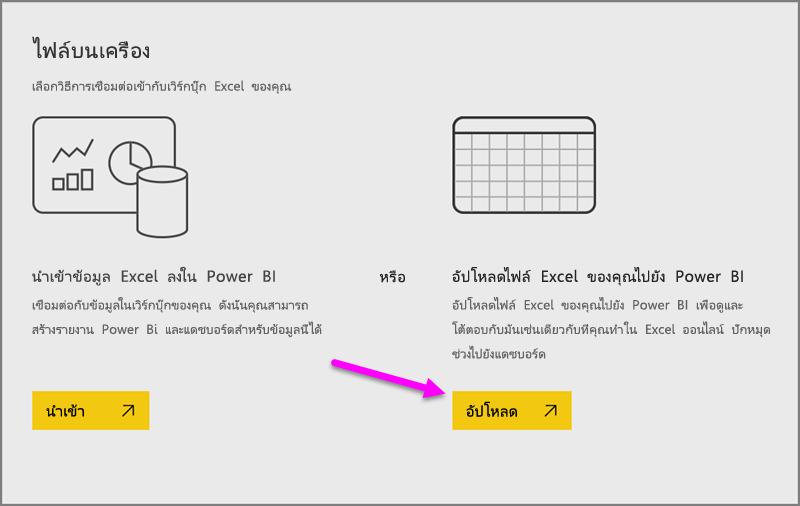 ไฟล์บนเครื่อง
เลือกวิธีการเชื่อมต่อเข้ากับเวิร์กบุ๊ก Excel ของคุณ
นำเข้าข้อมูล Excel ลงใน Power BI
เชื่อมต่อกับข้อมูลในเวิร์กบุ๊กของคุณ ดังนั้นคุณสามารถ
สร้างรายงาน Power Bi และแดชบอร์ดสำหรับข้อมูลนี้ได้
นำเข้า
หรือ
อัปโหลดไฟล์ Excel ของคุณไปยัง Power BI
อัปโหลดไฟล์ Excel ของคุณไปยัง Power BI เพื่อดูและ
โต้ตอบกับมันเช่นเดียวกับที่คุณทำใน Excel ออนไลน์ ปักหมุด
ช่วงไปยังแดชบอร์ด
อัปโหลด